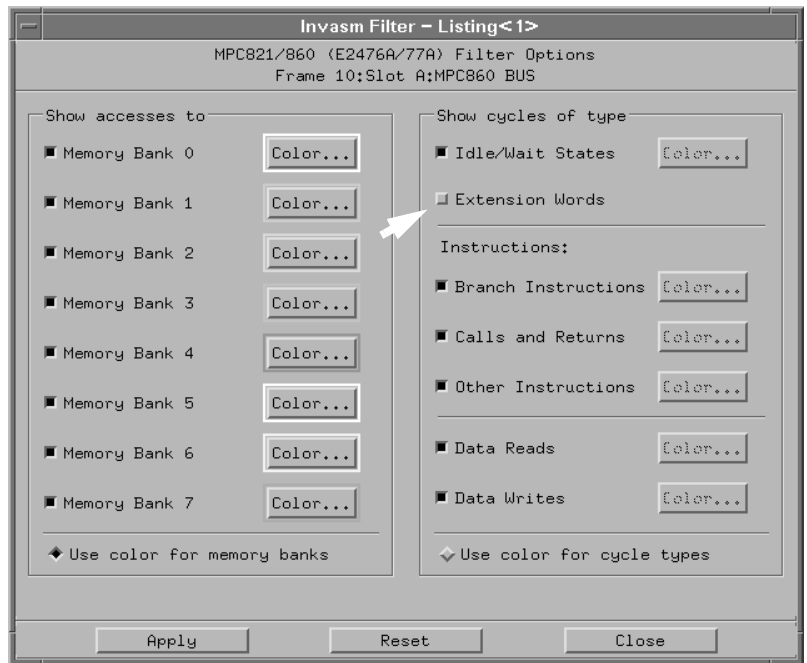 Invasm Filter – Listing<1>
MPC821/860 (E2476A/77A) Filter Options
Frame 10:Slot A:MPC860 BUS
Show accesses to
Memory Bank 0 Color...
Memory Bank 1 Color...
Memory Bank 2 Color...
Memory Bank 3 Color...
Memory Bank 4 Color...
Memory Bank 5 Color...
Memory Bank 6 Color...
Memory Bank 7 Color...
Use color for memory banks
Show cycles of type
Idle/Wait States Color...
Extension Words
Instructions:
Branch Instructions Color...
Calls and Returns Color...
Other Instructions Color...
Data Reads Color...
Data Writes Color...
Use color for cycle types
Apply Reset Close